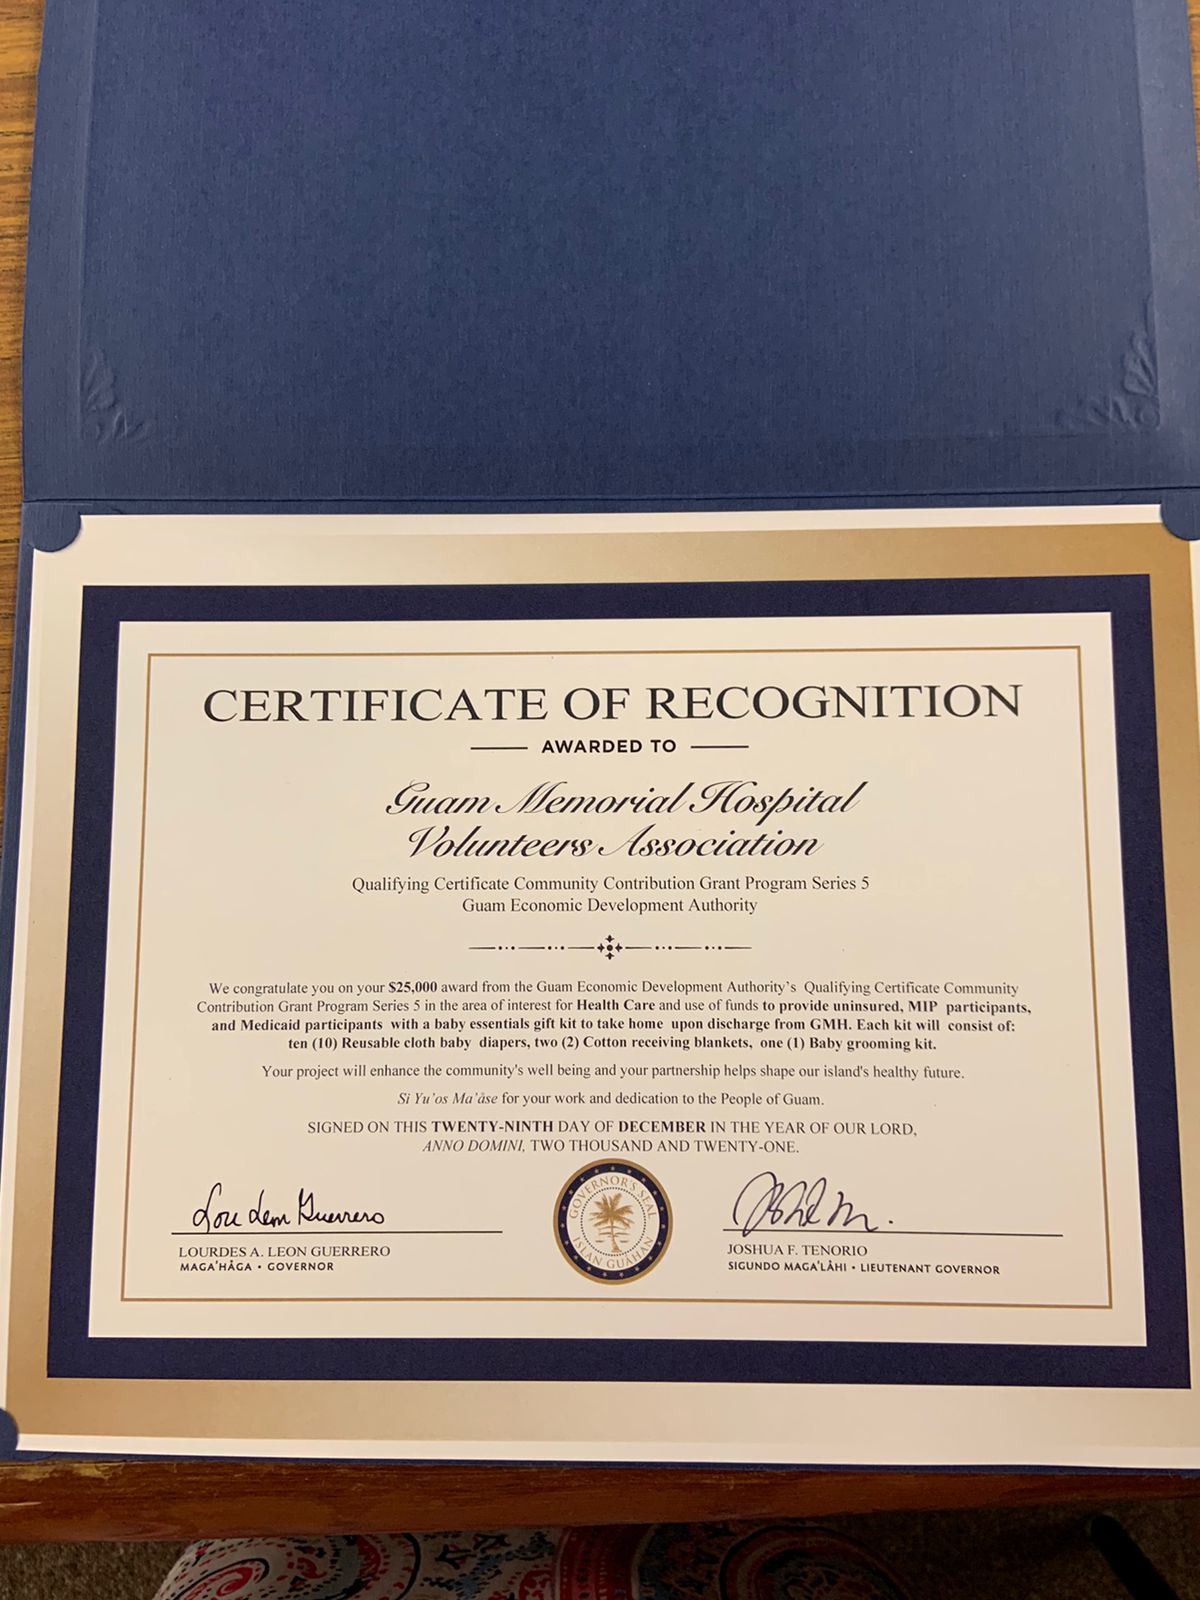 CERTIFICATE OF RECOGNITION
AWARDED TO
Guam Memorial Hospital
Volunteers Association
Qualifying Certificate Community Contribution Grant Program Series 5
Guam Economic Development Authority
We congratulate you on your $25,000 award from the Guam Economic Development Authority's Qualifying Certificate Community
Contribution Grant Program Series 5 in the area of interest for Health Care and use of funds to provide uninsured, MIP participants,
and Medicaid participants with a baby essentials gift kit to take home upon discharge from GMH. Each kit will consist of:
ten (10) Reusable cloth baby diapers, two (2) Cotton receiving blankets, one (1) Baby grooming kit.
Your project will enhance the community's well being and your partnership helps shape our island's healthy future.
Si Yu'os Ma'åse for your work and dedication to the People of Guam.
SIGNED ON THIS TWENTY-NINTH DAY OF DECEMBER IN THE YEAR OF OUR LORD,
ANNO DOMINI, TWO THOUSAND AND TWENTY-ONE.
Lou Leon Guerrero
GOVERNOR'S SEAL
ISLAN GUÅHAN
LOURDES A. LEON GUERRERO
MAGA'HÅGA • GOVERNOR
JOSHUA F. TENORIO
SIGUNDO MAGA'LÅHI • LIEUTENANT GOVERNOR